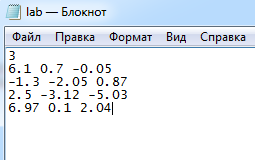 lab — Блокнот
Файл Правка Формат Вид Справка
3
6.1 0.7 -0.05
-1.3 -2.05 0.87
2.5 -3.12 -5.03
6.97 0.1 2.04